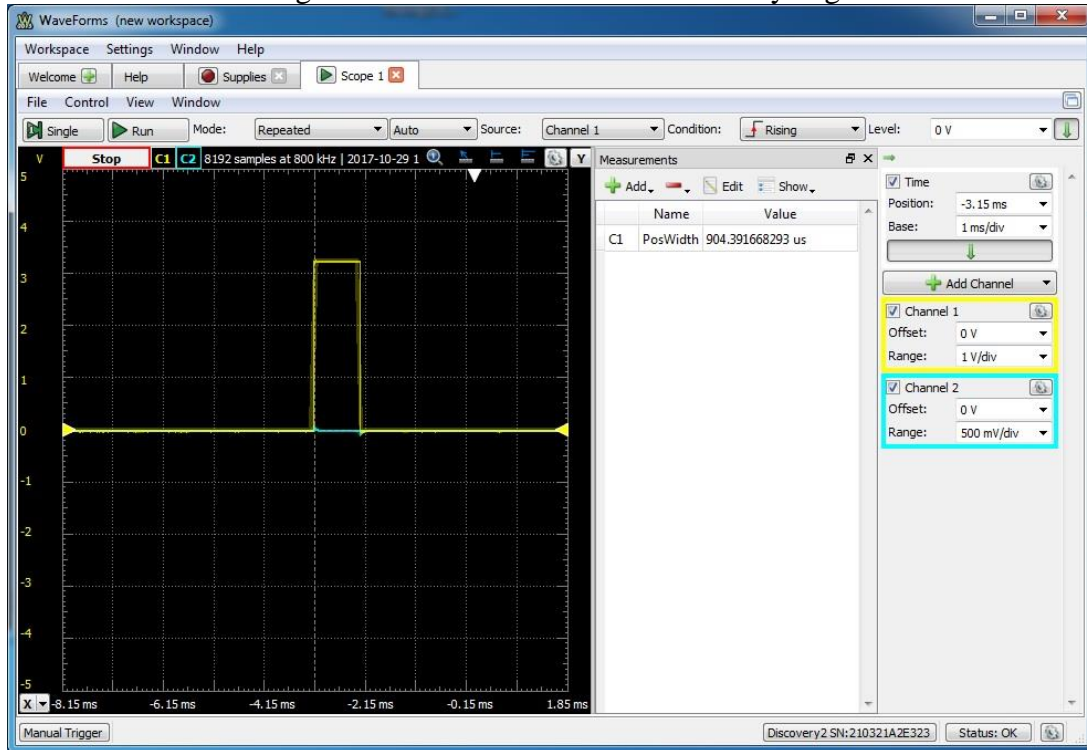 WaveForms (new workspace)
Workspace Settings Window Help
Welcome Help Supplies Scope 1
File Control View Window
Single Run Mode: Repeated Auto Source: Channel 1 Condition: Rising Level: 0 V
V Stop C1 C2 8192 samples at 800 kHz | 2017-10-29 1 Y
5
4
3
2
1
0
-1
-2
-3
-4
-5
X -8.15 ms -6.15 ms -4.15 ms -2.15 ms -0.15 ms 1.85 ms
Measurements
Add Edit Show
Name Value
C1 PosWidth 904.391668293 us
Time
Position: -3.15 ms
Base: 1 ms/div
Add Channel
Channel 1
Offset: 0 V
Range: 1 V/div
Channel 2
Offset: 0 V
Range: 500 mV/div
Manual Trigger Discovery2 SN:210321A2E323 Status: OK